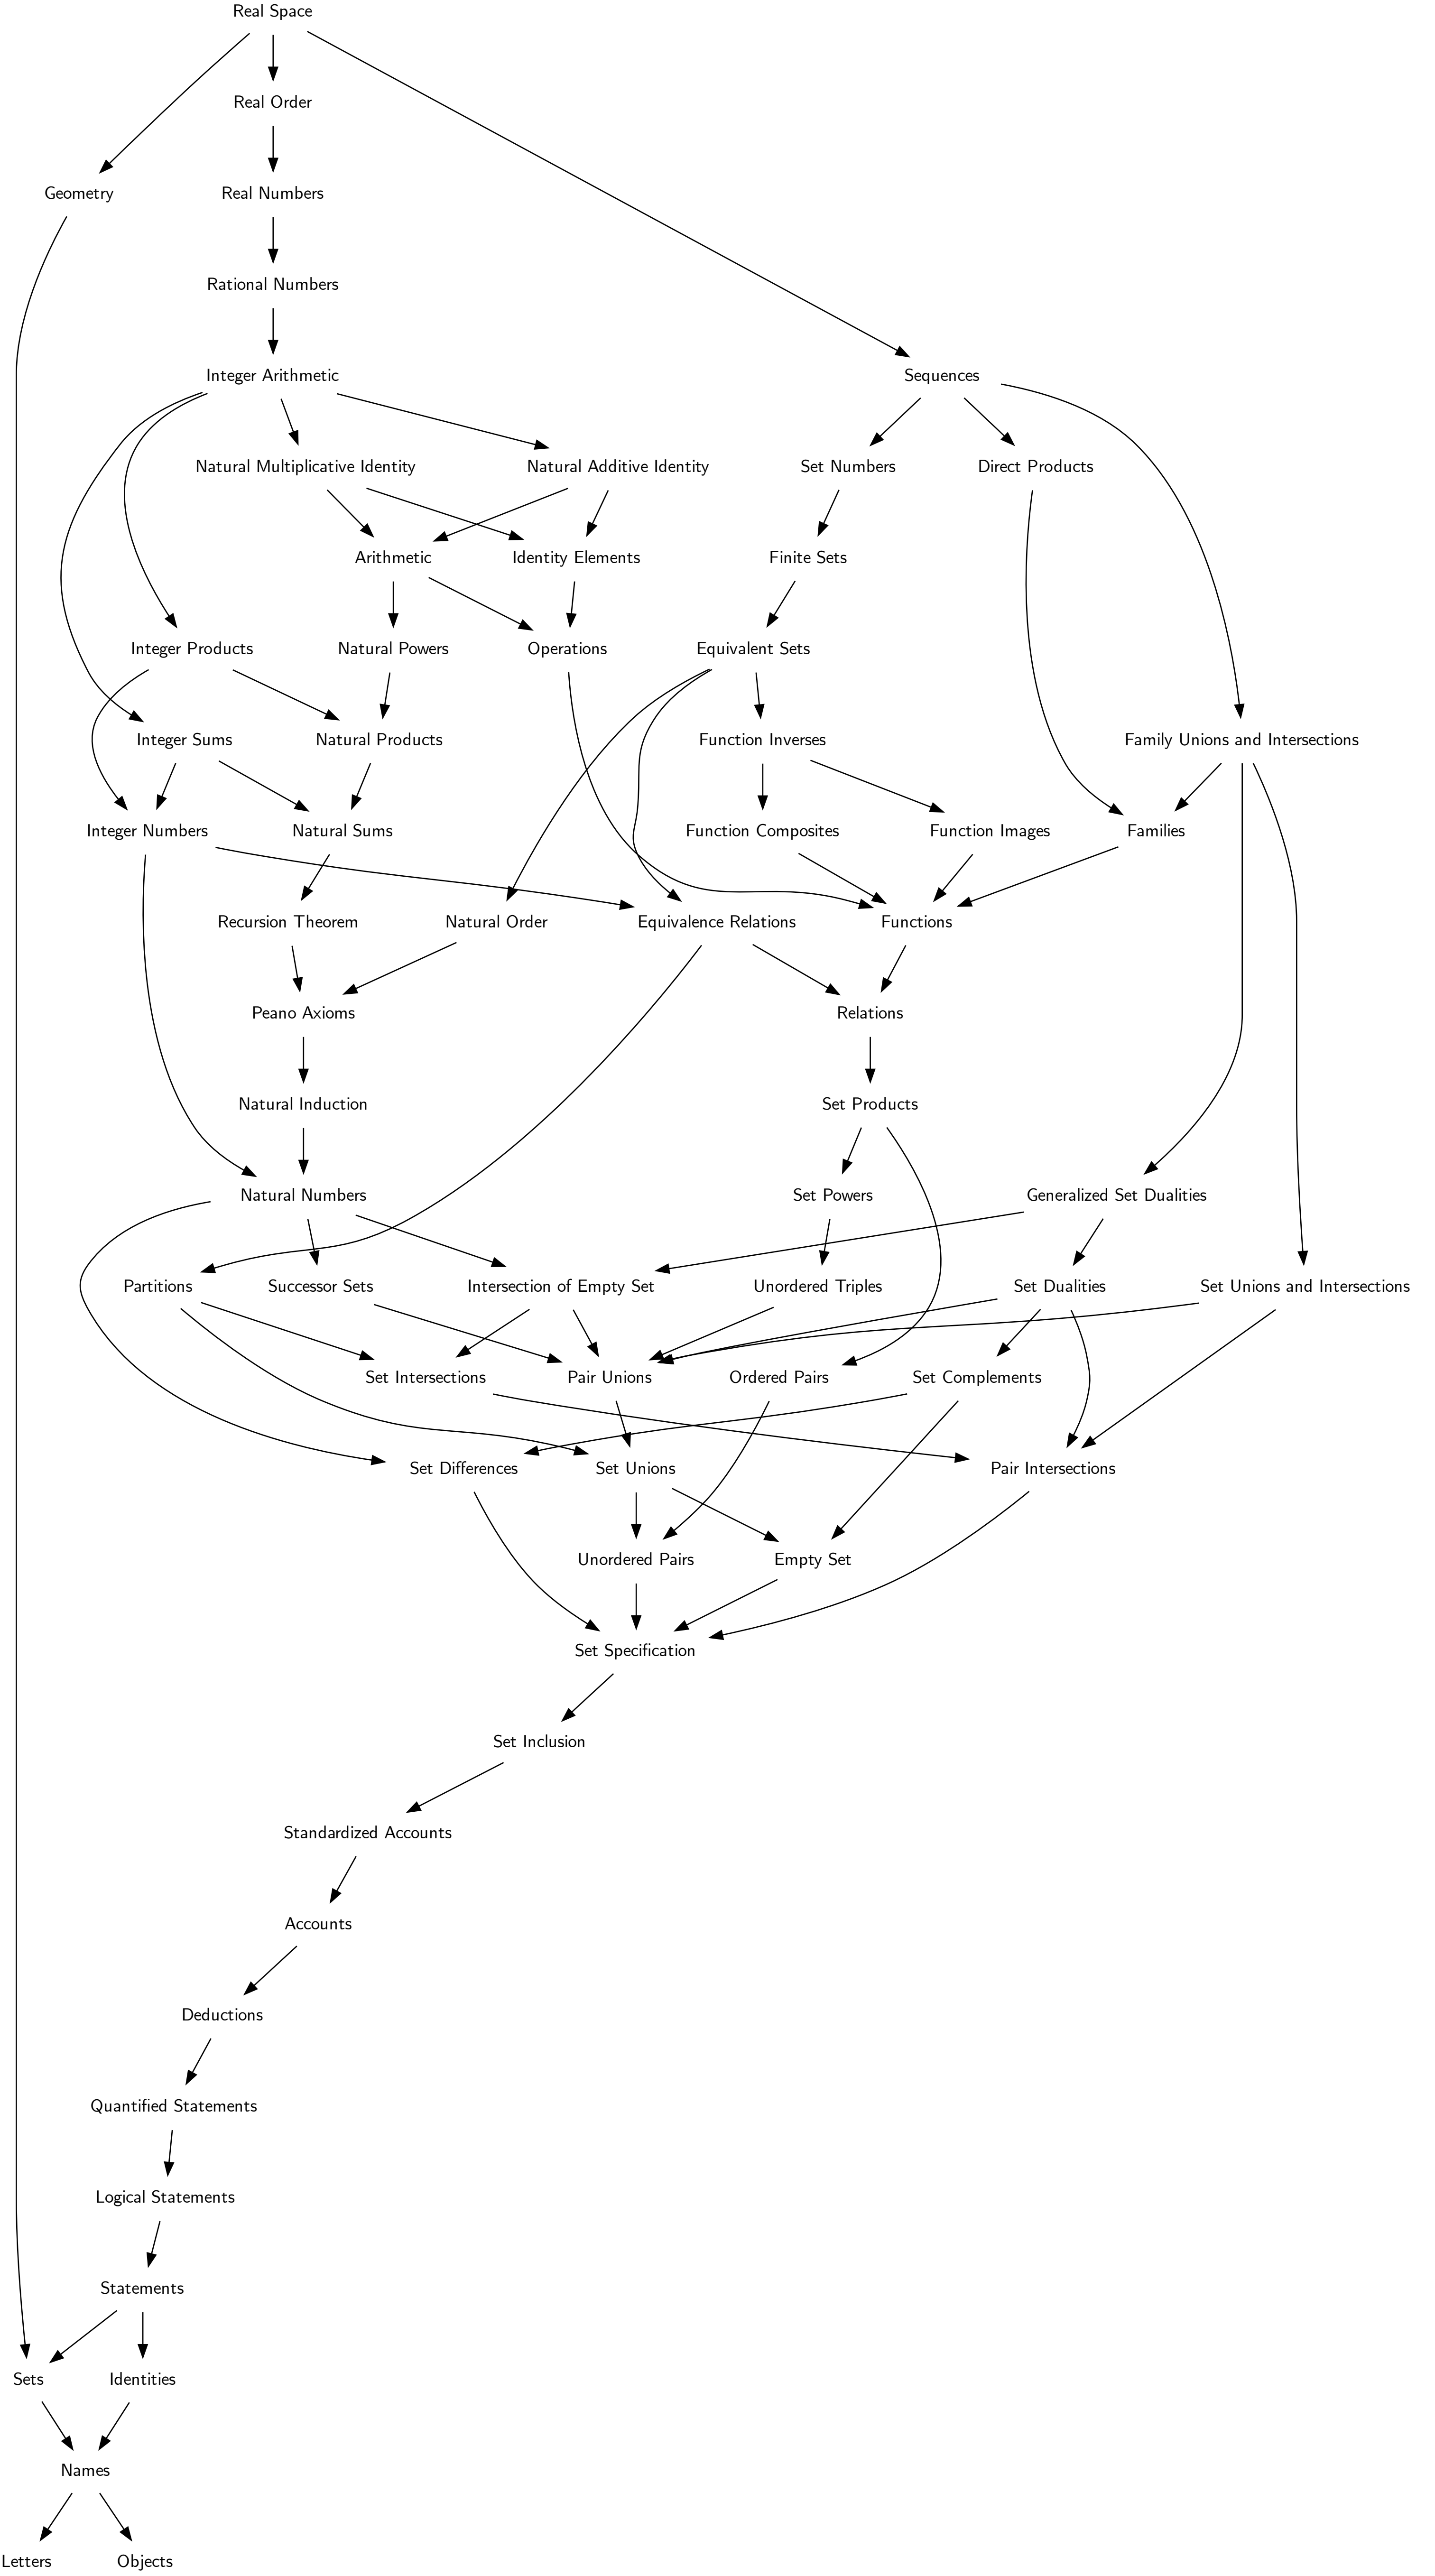 Real Space
Real Order
Geometry
Real Numbers
Rational Numbers
Integer Arithmetic
Sequences
Natural Multiplicative Identity
Natural Additive Identity
Set Numbers
Direct Products
Arithmetic
Identity Elements
Finite Sets
Integer Products
Natural Powers
Operations
Equivalent Sets
Integer Sums
Natural Products
Function Inverses
Family Unions and Intersections
Integer Numbers
Natural Sums
Function Composites
Function Images
Families
Recursion Theorem
Natural Order
Equivalence Relations
Functions
Peano Axioms
Relations
Natural Induction
Set Products
Natural Numbers
Set Powers
Generalized Set Dualities
Partitions
Successor Sets
Intersection of Empty Set
Unordered Triples
Set Dualities
Set Unions and Intersections
Set Intersections
Pair Unions
Ordered Pairs
Set Complements
Set Differences
Set Unions
Pair Intersections
Unordered Pairs
Empty Set
Set Specification
Set Inclusion
Standardized Accounts
Accounts
Deductions
Quantified Statements
Logical Statements
Statements
Sets
Identities
Names
Letters
Objects